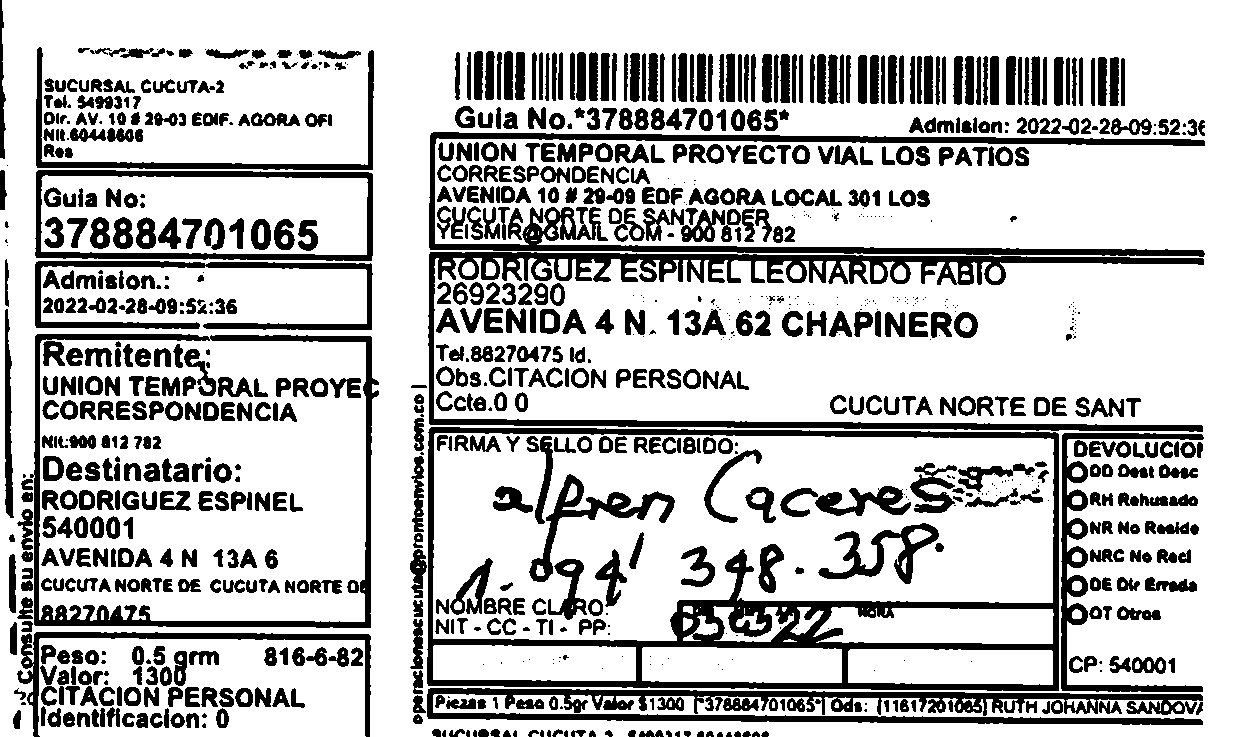 SUCURSAL CUCUTA-2
Tel. 5499317
Dir. AV. 10 # 29-03 EDIF. AGORA OFI
Nit.60448606
Res
Guia No:
378884701065
Admision.:
2022-02-28-09:52:36
Remitente:
UNION TEMPORAL PROYEC
CORRESPONDENCIA
Nit:900 812 782
Destinatario:
RODRIGUEZ ESPINEL
540001
AVENIDA 4 N 13A 6
CUCUTA NORTE DE CUCUTA NORTE DE
88270475
Peso: 0.5 grm 816-6-82
Valor: 1300
CITACION PERSONAL
Identificacion: 0
Consulte su envio en:
operacionescucuta@prontoenvios.com.co
Guia No.*378884701065*
Admision: 2022-02-28-09:52:36
UNION TEMPORAL PROYECTO VIAL LOS PATIOS
CORRESPONDENCIA
AVENIDA 10 # 29-09 EDF AGORA LOCAL 301 LOS
CUCUTA NORTE DE SANTANDER
YEISMIR@GMAIL COM - 900 812 782
RODRIGUEZ ESPINEL LEONARDO FABIO
26923290
AVENIDA 4 N. 13A 62 CHAPINERO
Tel.88270475 Id.
Obs.CITACION PERSONAL
Ccte.0 0
CUCUTA NORTE DE SANT
FIRMA Y SELLO DE RECIBIDO:
alfren Caceres
1.094' 348.358.
NOMBRE CLARO:
NIT - CC - TI - PP:
HORA
DEVOLUCION
DD Dest Desc
RH Rehusado
NR No Reside
NRC No Recl
DE Dir Errada
OT Otros
CP: 540001
Piezas 1 Peso 0.5gr Valor $1300 [*378884701065*] Ods: (11617201065) RUTH JOHANNA SANDOVA